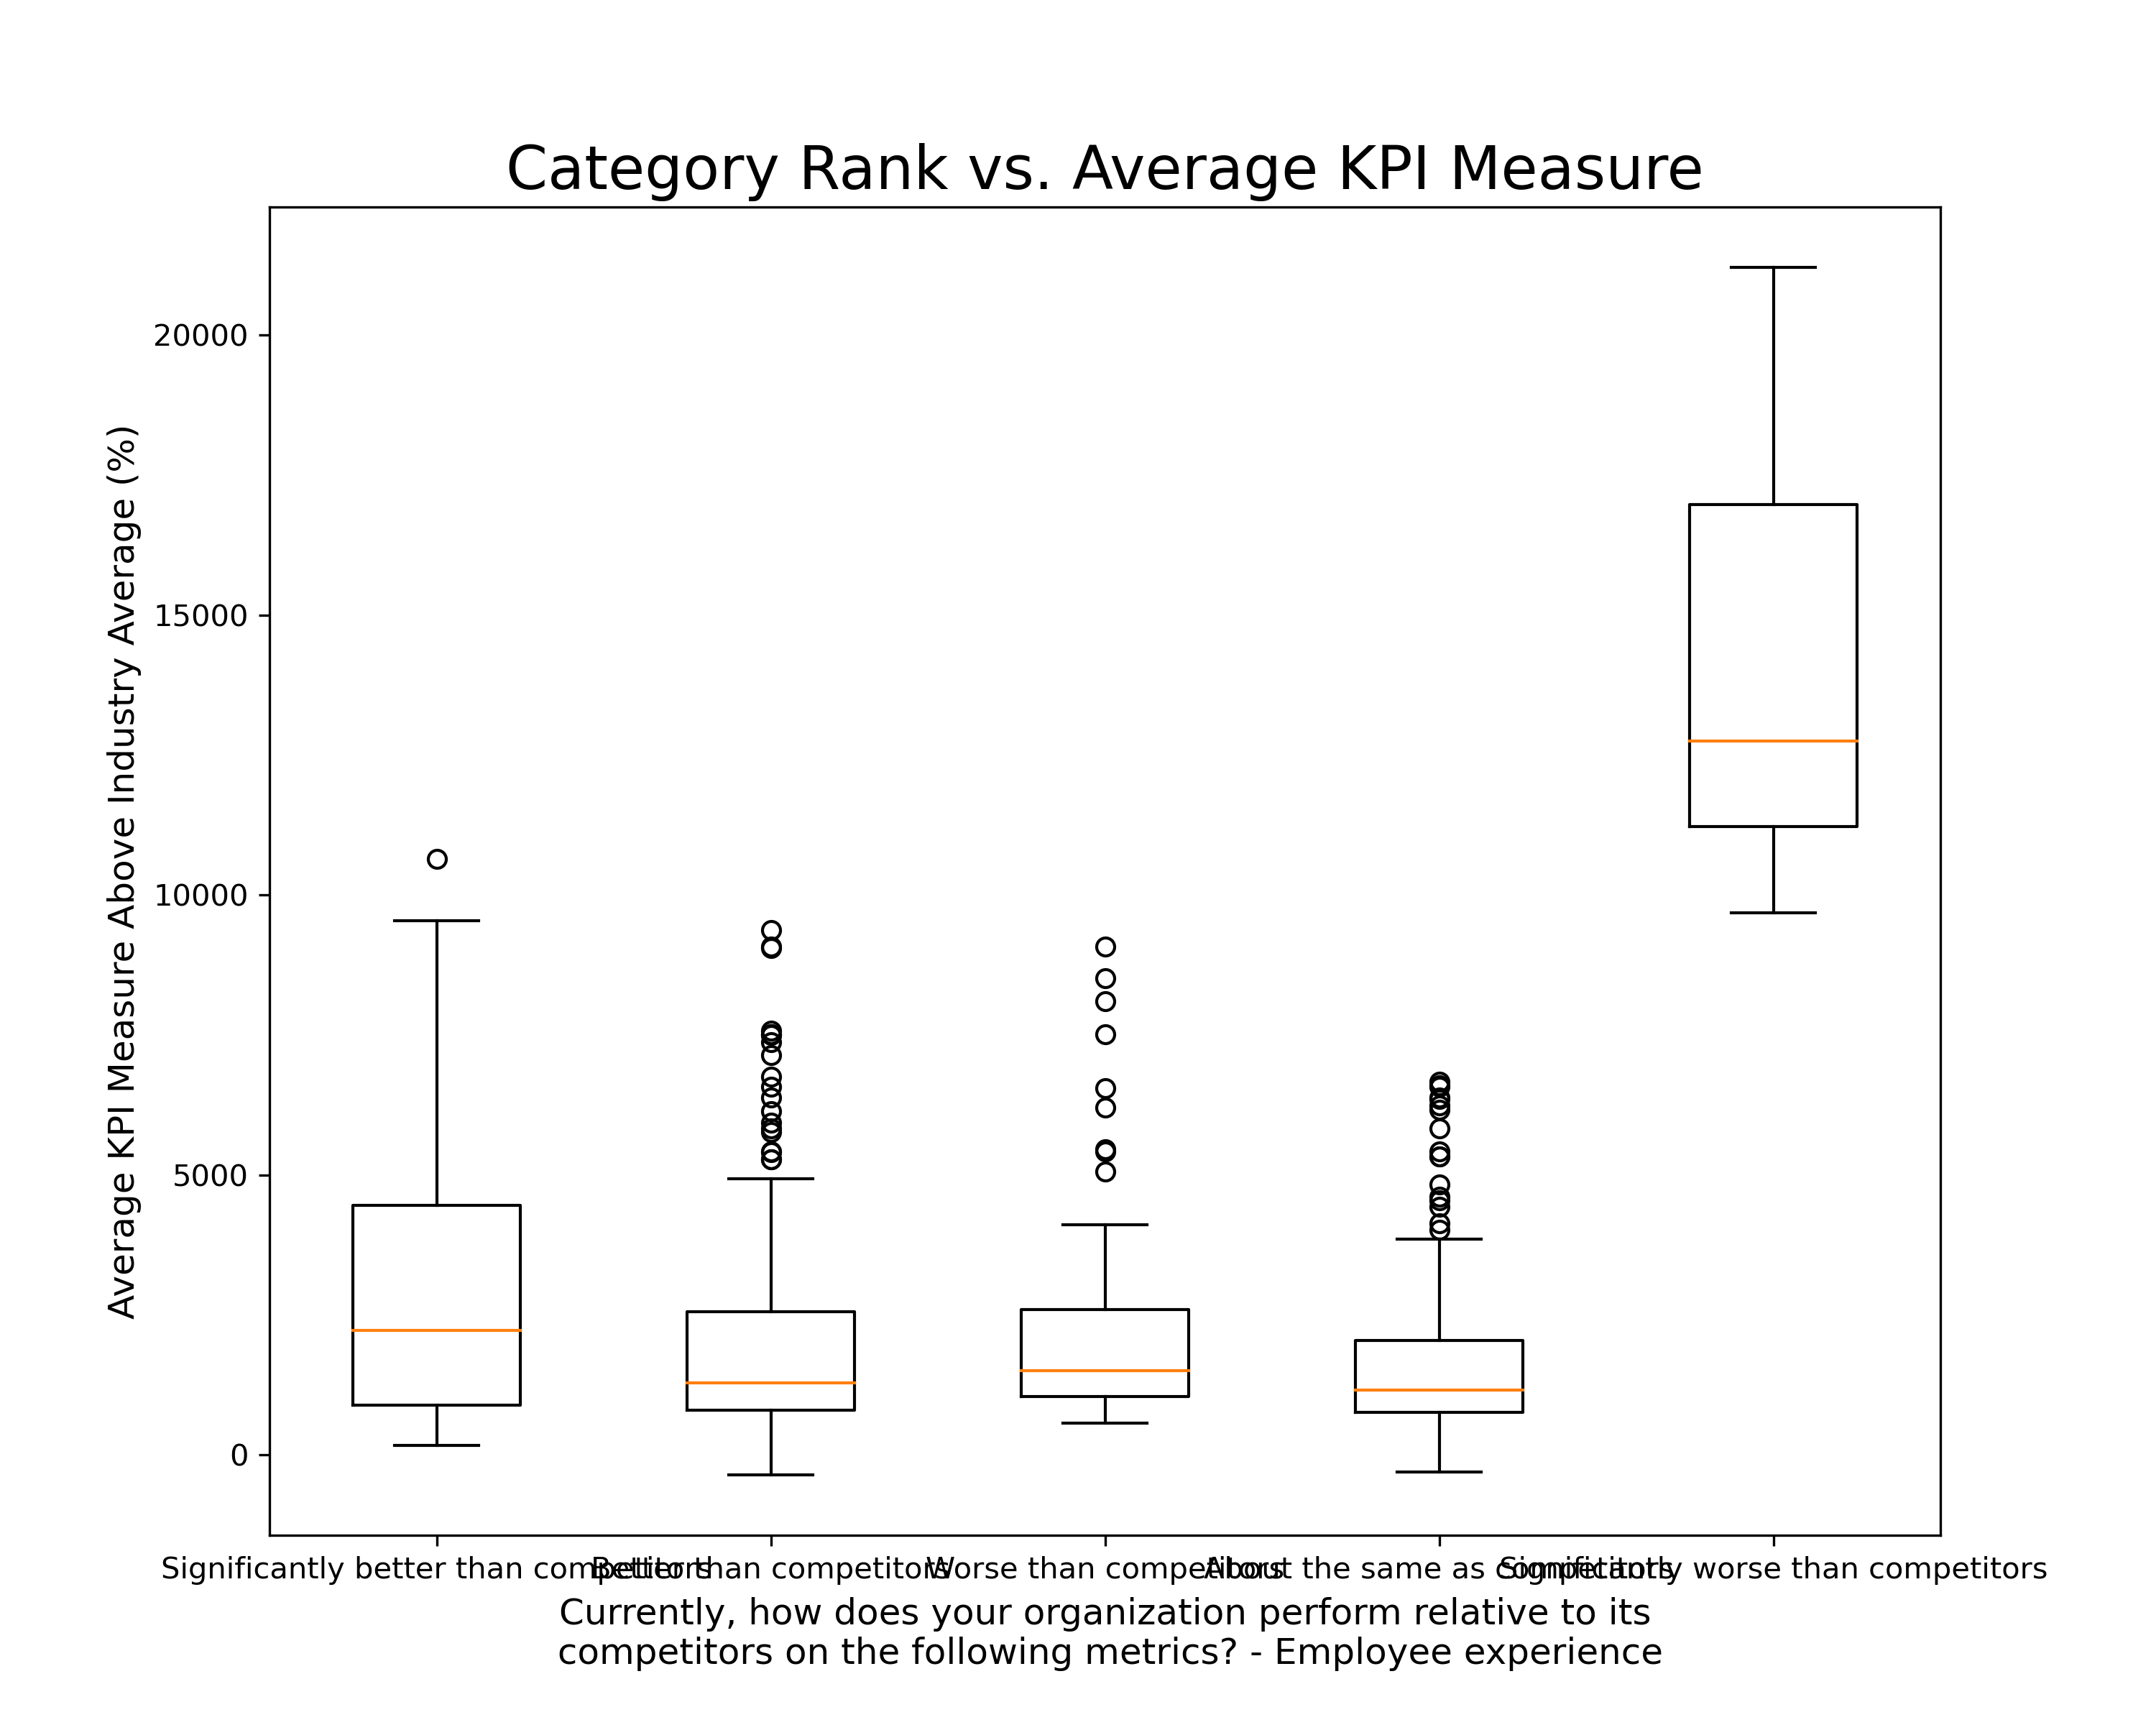 Category Rank vs. Average KPI Measure
Average KPI Measure Above Industry Average (%)
20000
15000
10000
5000
0
Significantly better than competitors
Better than competitors
Worse than competitors
About the same as competitors
Significantly worse than competitors
Currently, how does your organization perform relative to its
competitors on the following metrics? - Employee experience